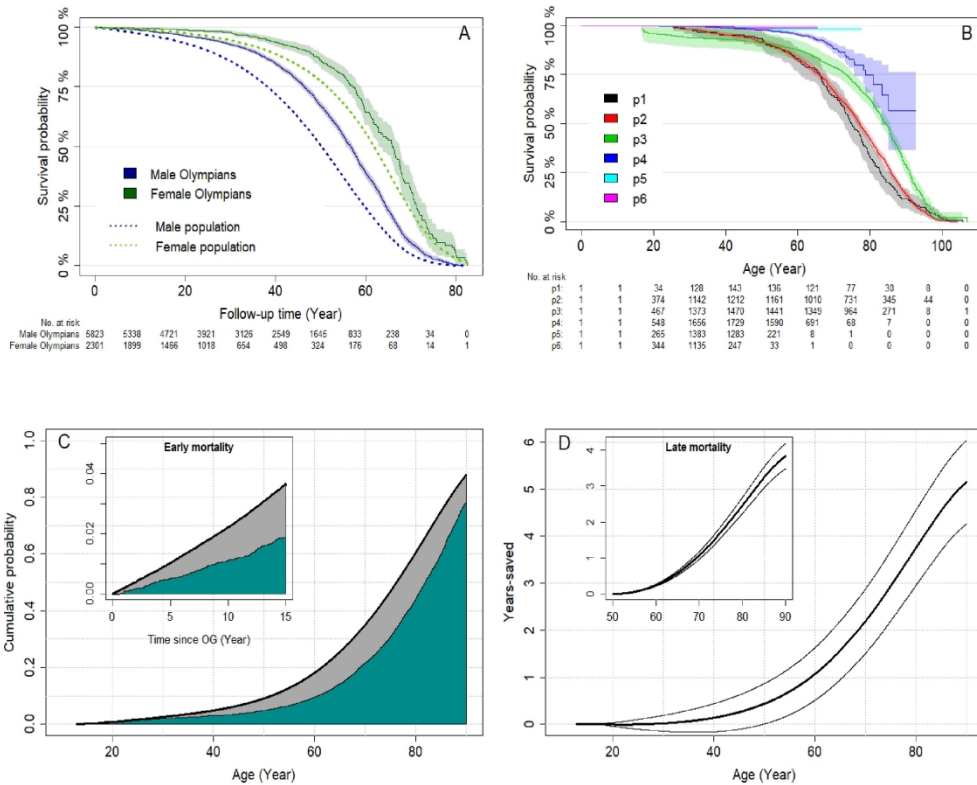 A
100 %
75 %
50 %
25 %
0 %
Survival probability
Male Olympians
Female Olympians
Male population
Female population
0 20 40 60 80
Follow-up time (Year)
No. at risk
Male Olympians 5823 5338 4721 3921 3126 2549 1645 833 238 34 0
Female Olympians 2301 1899 1466 1018 654 498 324 176 68 14 1
B
100 %
75 %
50 %
25 %
0 %
Survival probability
p1
p2
p3
p4
p5
p6
0 20 40 60 80 100
Age (Year)
No. at risk
p1: 1 1 34 128 143 136 121 77 30 8 0
p2: 1 1 374 1142 1212 1161 1010 731 345 44 0
p3: 1 1 467 1373 1470 1441 1349 964 271 8 1
p4: 1 1 548 1656 1729 1590 691 68 7 0 0
p5: 1 1 265 1383 1283 221 8 1 0 0 0
p6: 1 1 344 1135 247 33 1 0 0 0 0
C
1.0
0.8
0.6
0.4
0.2
0.0
Cumulative probability
Early mortality
0.04
0.02
0.00
0 5 10 15
Time since OG (Year)
20 40 60 80
Age (Year)
D
6
5
4
3
2
1
0
Years-saved
Late mortality
4
3
2
1
0
50 60 70 80 90
20 40 60 80
Age (Year)